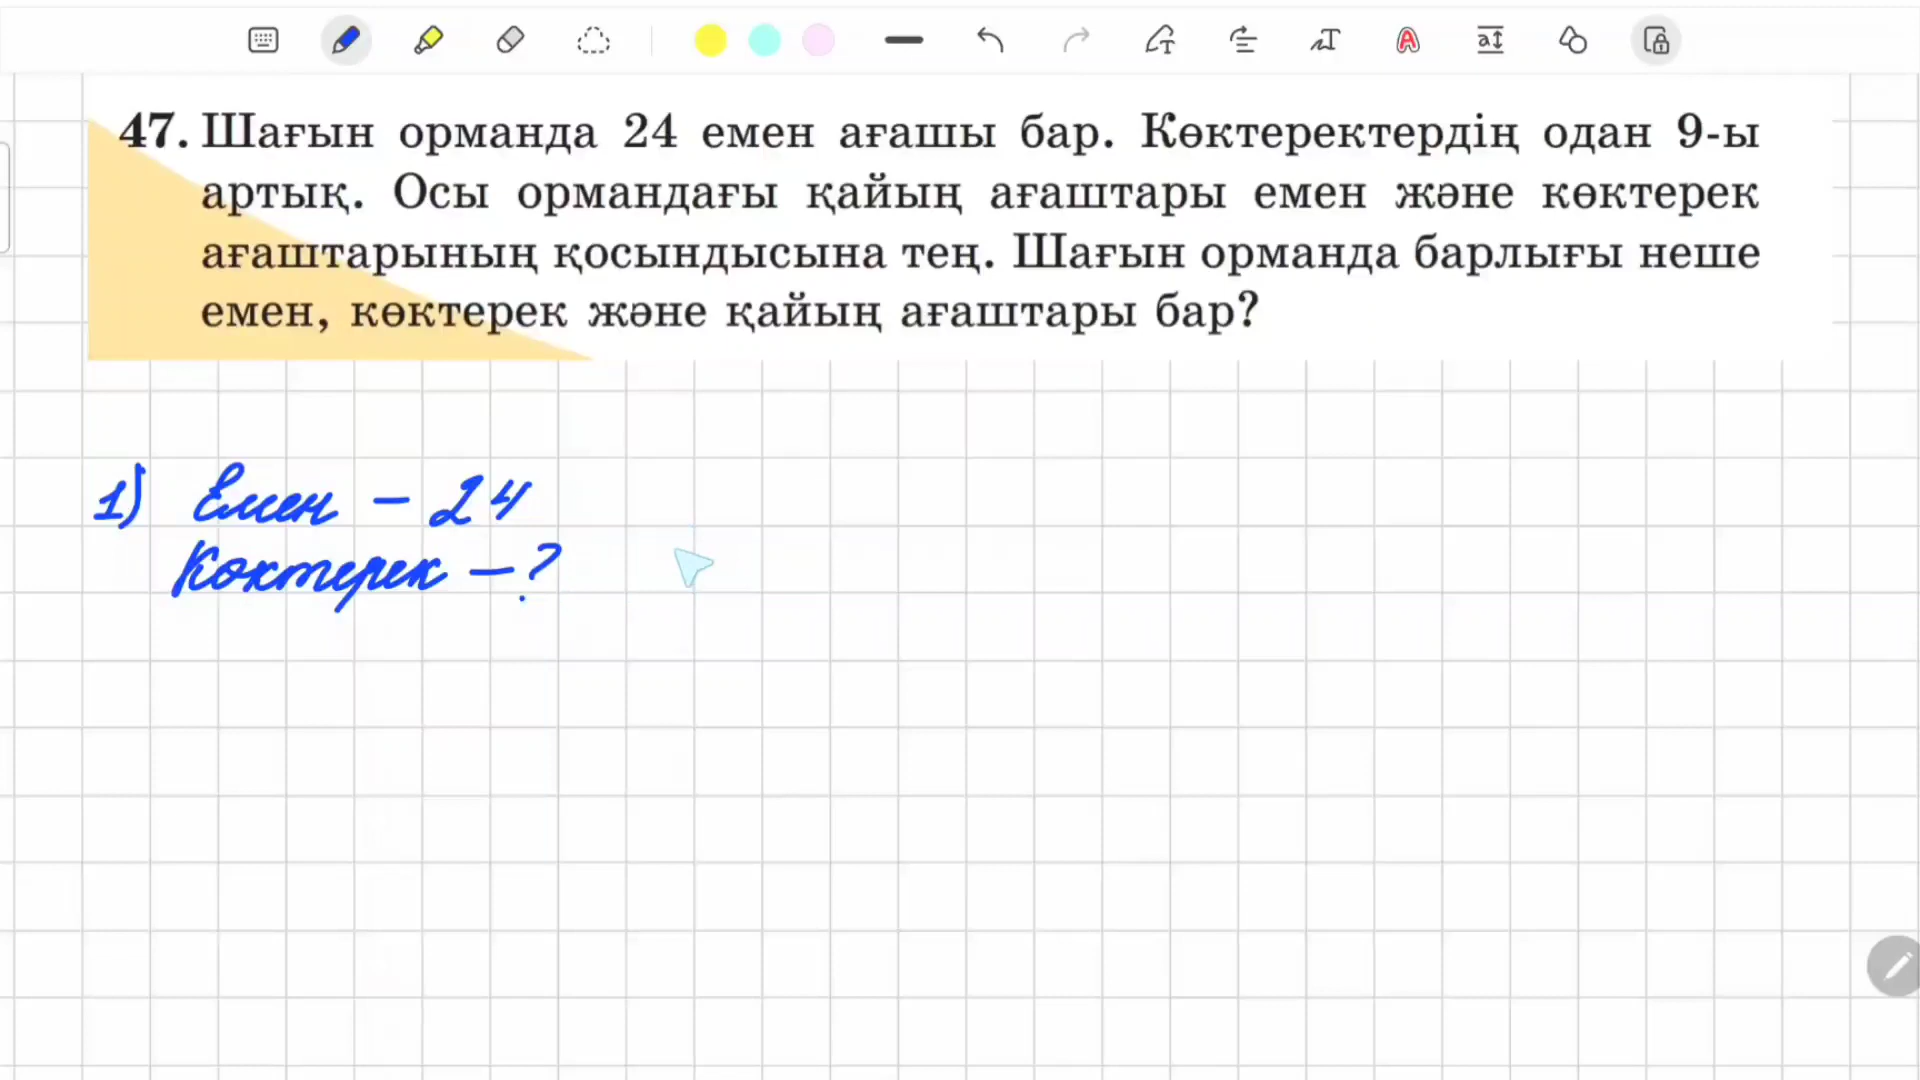 47. Шағын орманда 24 емен ағашы бар. Көктеректердің одан 9-ы
артық. Осы ормандағы қайың ағаштары емен және көктерек
ағаштарының қосындысына тең. Шағын орманда барлығы неше
емен, көктерек және қайың ағаштары бар?
1) Емен – 24
Көктерек – ?